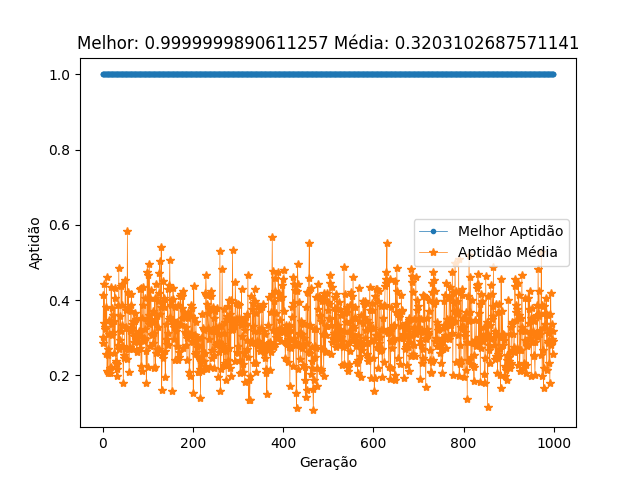 Melhor: 0.9999999890611257 Média: 0.3203102687571141
1.0
0.8
0.6
0.4
0.2
Aptidão
Melhor Aptidão
Aptidão Média
0 200 400 600 800 1000
Geração